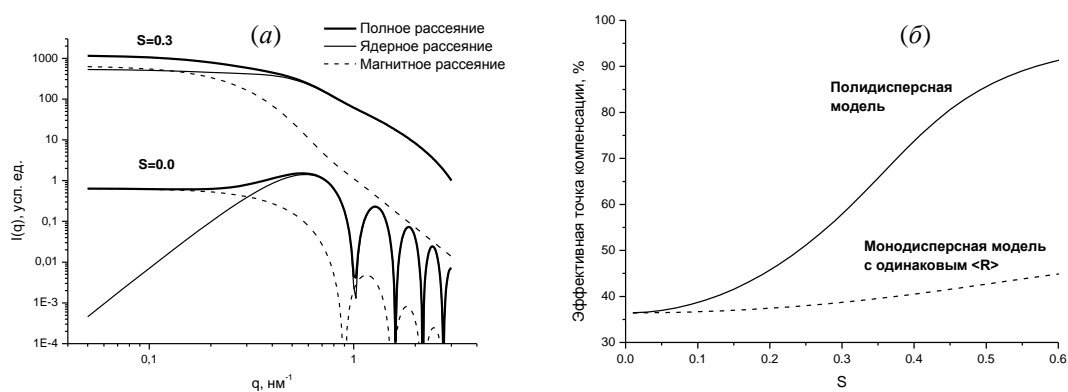 (а)
S=0.3
Полное рассеяние
Ядерное рассеяние
Магнитное рассеяние
S=0.0
I(q), усл. ед.
1000
100
10
1
0,1
0,01
1E-3
1E-4
0,1
1
q, нм-1
(б)
Полидисперсная
модель
Монодисперсная модель
с одинаковым <R>
Эффективная точка компенсации, %
100
90
80
70
60
50
40
30
0.0
0.1
0.2
0.3
0.4
0.5
0.6
S